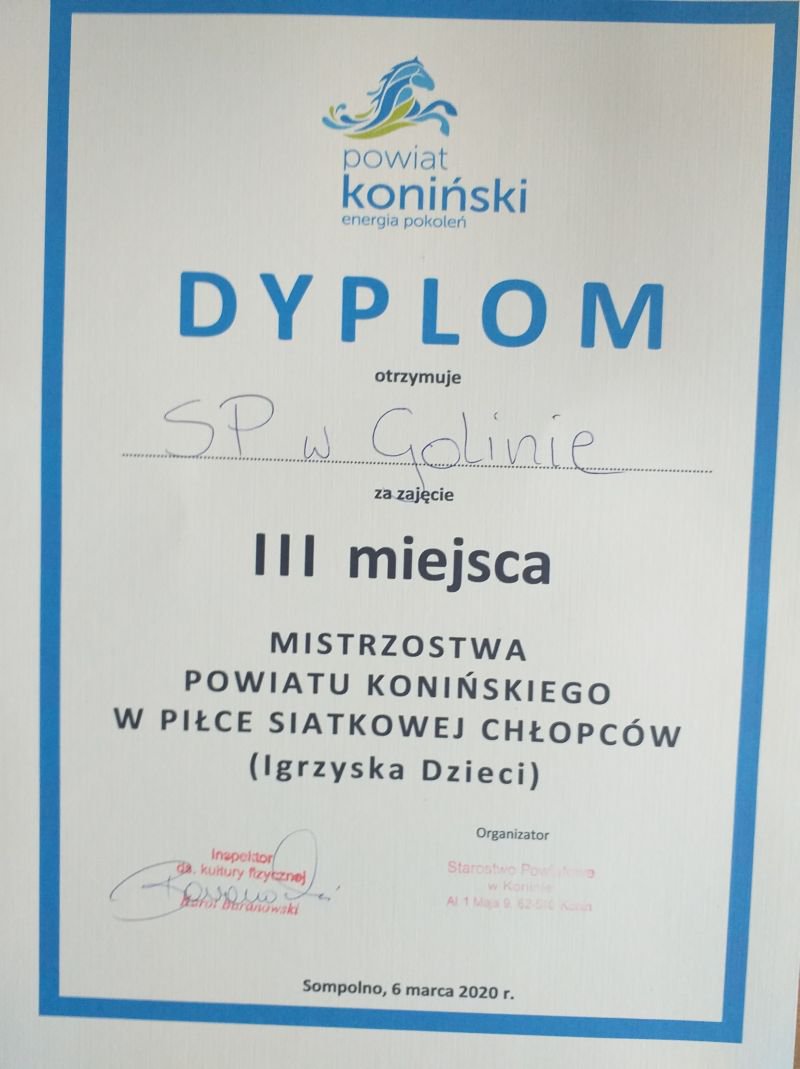 powiat
koniński
energia pokoleń
DYPLOM
otrzymuje
SP w Golinie
za zajęcie
III miejsca
MISTRZOSTWA
POWIATU KONIŃSKIEGO
W PIŁCE SIATKOWEJ CHŁOPCÓW
(Igrzyska Dzieci)
Organizator
Inspektor
ds. kultury fizycznej
Karol Baranowski
Starostwo Powiatowe
w Koninie
Al 1 Maja 9, 62-510 Konin
Sompolno, 6 marca 2020 r.